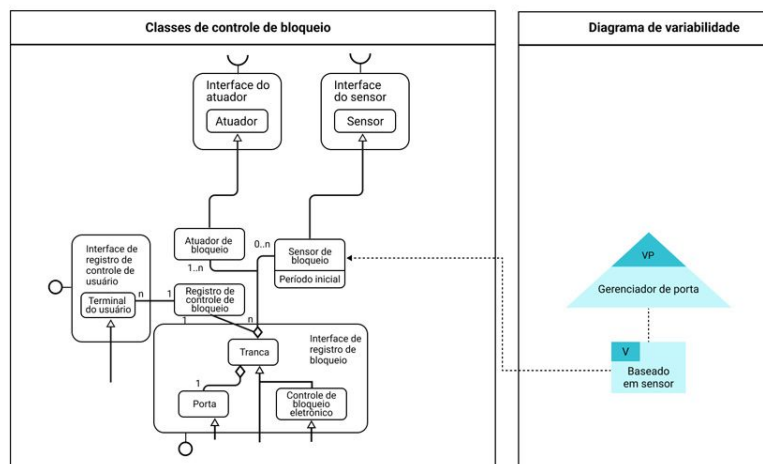 Classes de controle de bloqueio
Diagrama de variabilidade
Interface do
atuador
Atuador
Interface
do sensor
Sensor
Atuador de
bloqueio
1..n
0..n
Sensor de
bloqueio
Período inicial
Interface de
registro de
controle de
usuário
Terminal
do usuário
n
1
Registro de
controle de
bloqueio
1
n
Interface de
registro de
bloqueio
Tranca
1
Porta
Controle de
bloqueio
eletrônico
VP
Gerenciador de porta
V
Baseado
em sensor